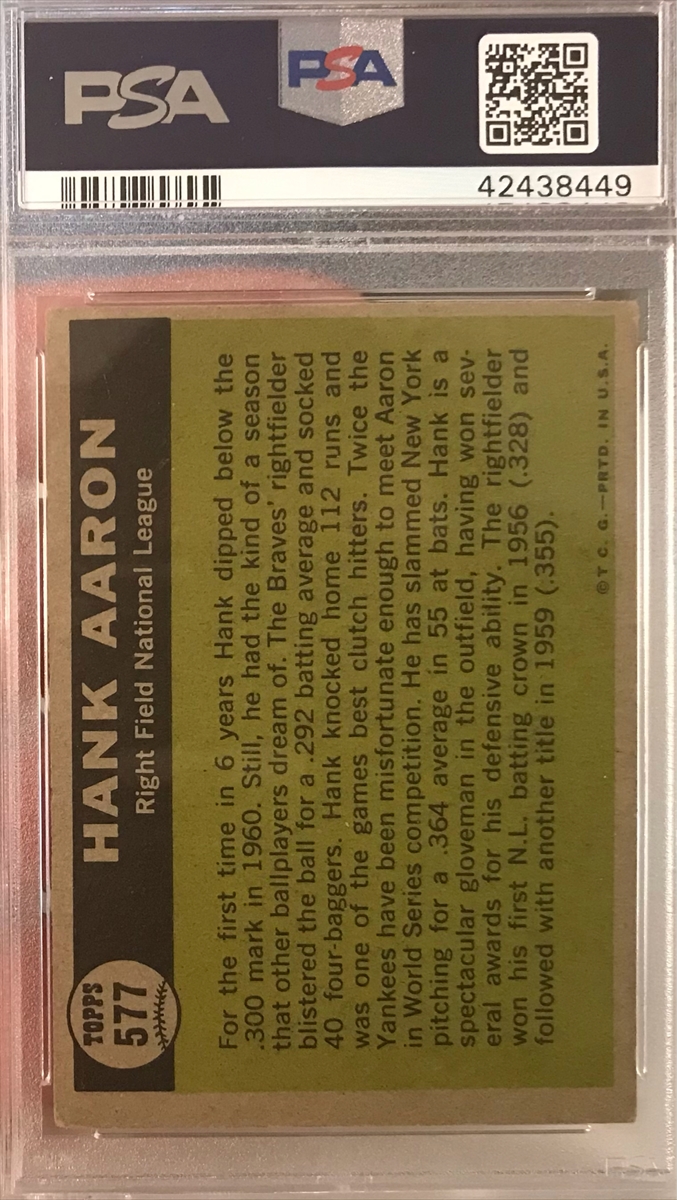 PSA
PSA
42438449
TOPPS
577
HANK AARON
Right Field National League
For the first time in 6 years Hank dipped below the
.300 mark in 1960. Still, he had the kind of a season
that other ballplayers dream of. The Braves' rightfielder
blistered the ball for a .292 batting average and socked
40 four-baggers. Hank knocked home 112 runs and
was one of the games best clutch hitters. Twice the
Yankees have been misfortunate enough to meet Aaron
in World Series competition. He has slammed New York
pitching for a .364 average in 55 at bats. Hank is a
spectacular gloveman in the outfield, having won sev-
eral awards for his defensive ability. The rightfielder
won his first N.L. batting crown in 1956 (.328) and
followed with another title in 1959 (.355).
©T. C. G.—PRTD. IN U.S.A.